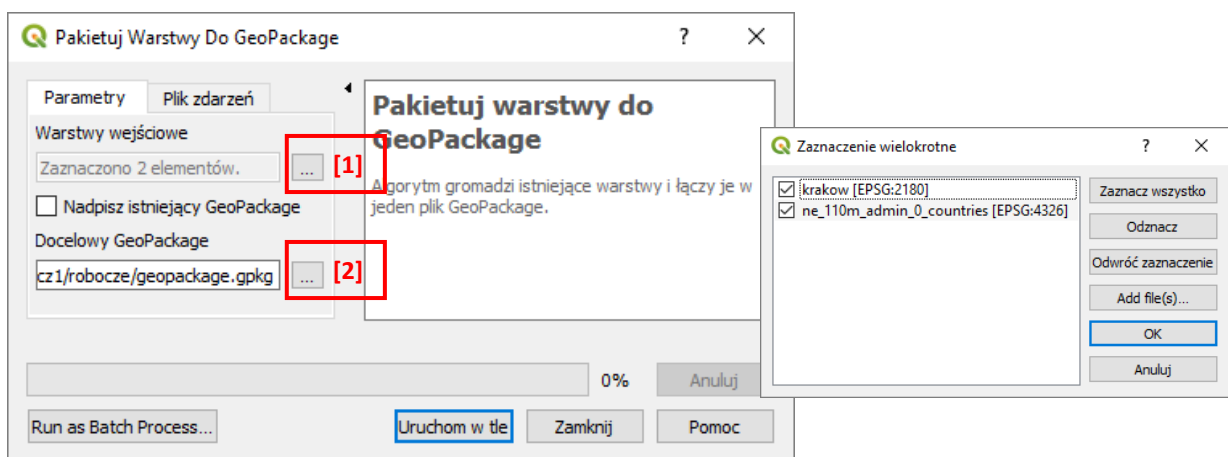 Pakietuj Warstwy Do GeoPackage
?
Parametry
Plik zdarzeń
Warstwy wejściowe
Zaznaczono 2 elementów.
...
[1]
Nadpisz istniejący GeoPackage
Docelowy GeoPackage
cz1/robocze/geopackage.gpkg
...
[2]
Pakietuj warstwy do
GeoPackage
Algorytm gromadzi istniejące warstwy i łączy je w
jeden plik GeoPackage.
0%
Anuluj
Run as Batch Process...
Uruchom w tle
Zamknij
Pomoc
Zaznaczenie wielokrotne
?
krakow [EPSG:2180]
ne_110m_admin_0_countries [EPSG:4326]
Zaznacz wszystko
Odznacz
Odwróć zaznaczenie
Add file(s)...
OK
Anuluj